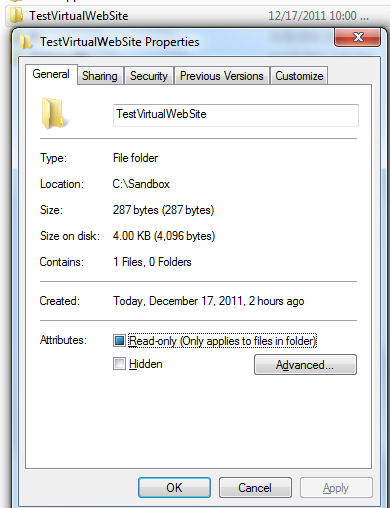 TestVirtualWebSite 12/17/2011 10:00 ...
TestVirtualWebSite Properties
General Sharing Security Previous Versions Customize
TestVirtualWebSite
Type: File folder
Location: C:\Sandbox
Size: 287 bytes (287 bytes)
Size on disk: 4.00 KB (4,096 bytes)
Contains: 1 Files, 0 Folders
Created: Today, December 17, 2011, 2 hours ago
Attributes: Read-only (Only applies to files in folder)
Hidden Advanced...
OK Cancel Apply